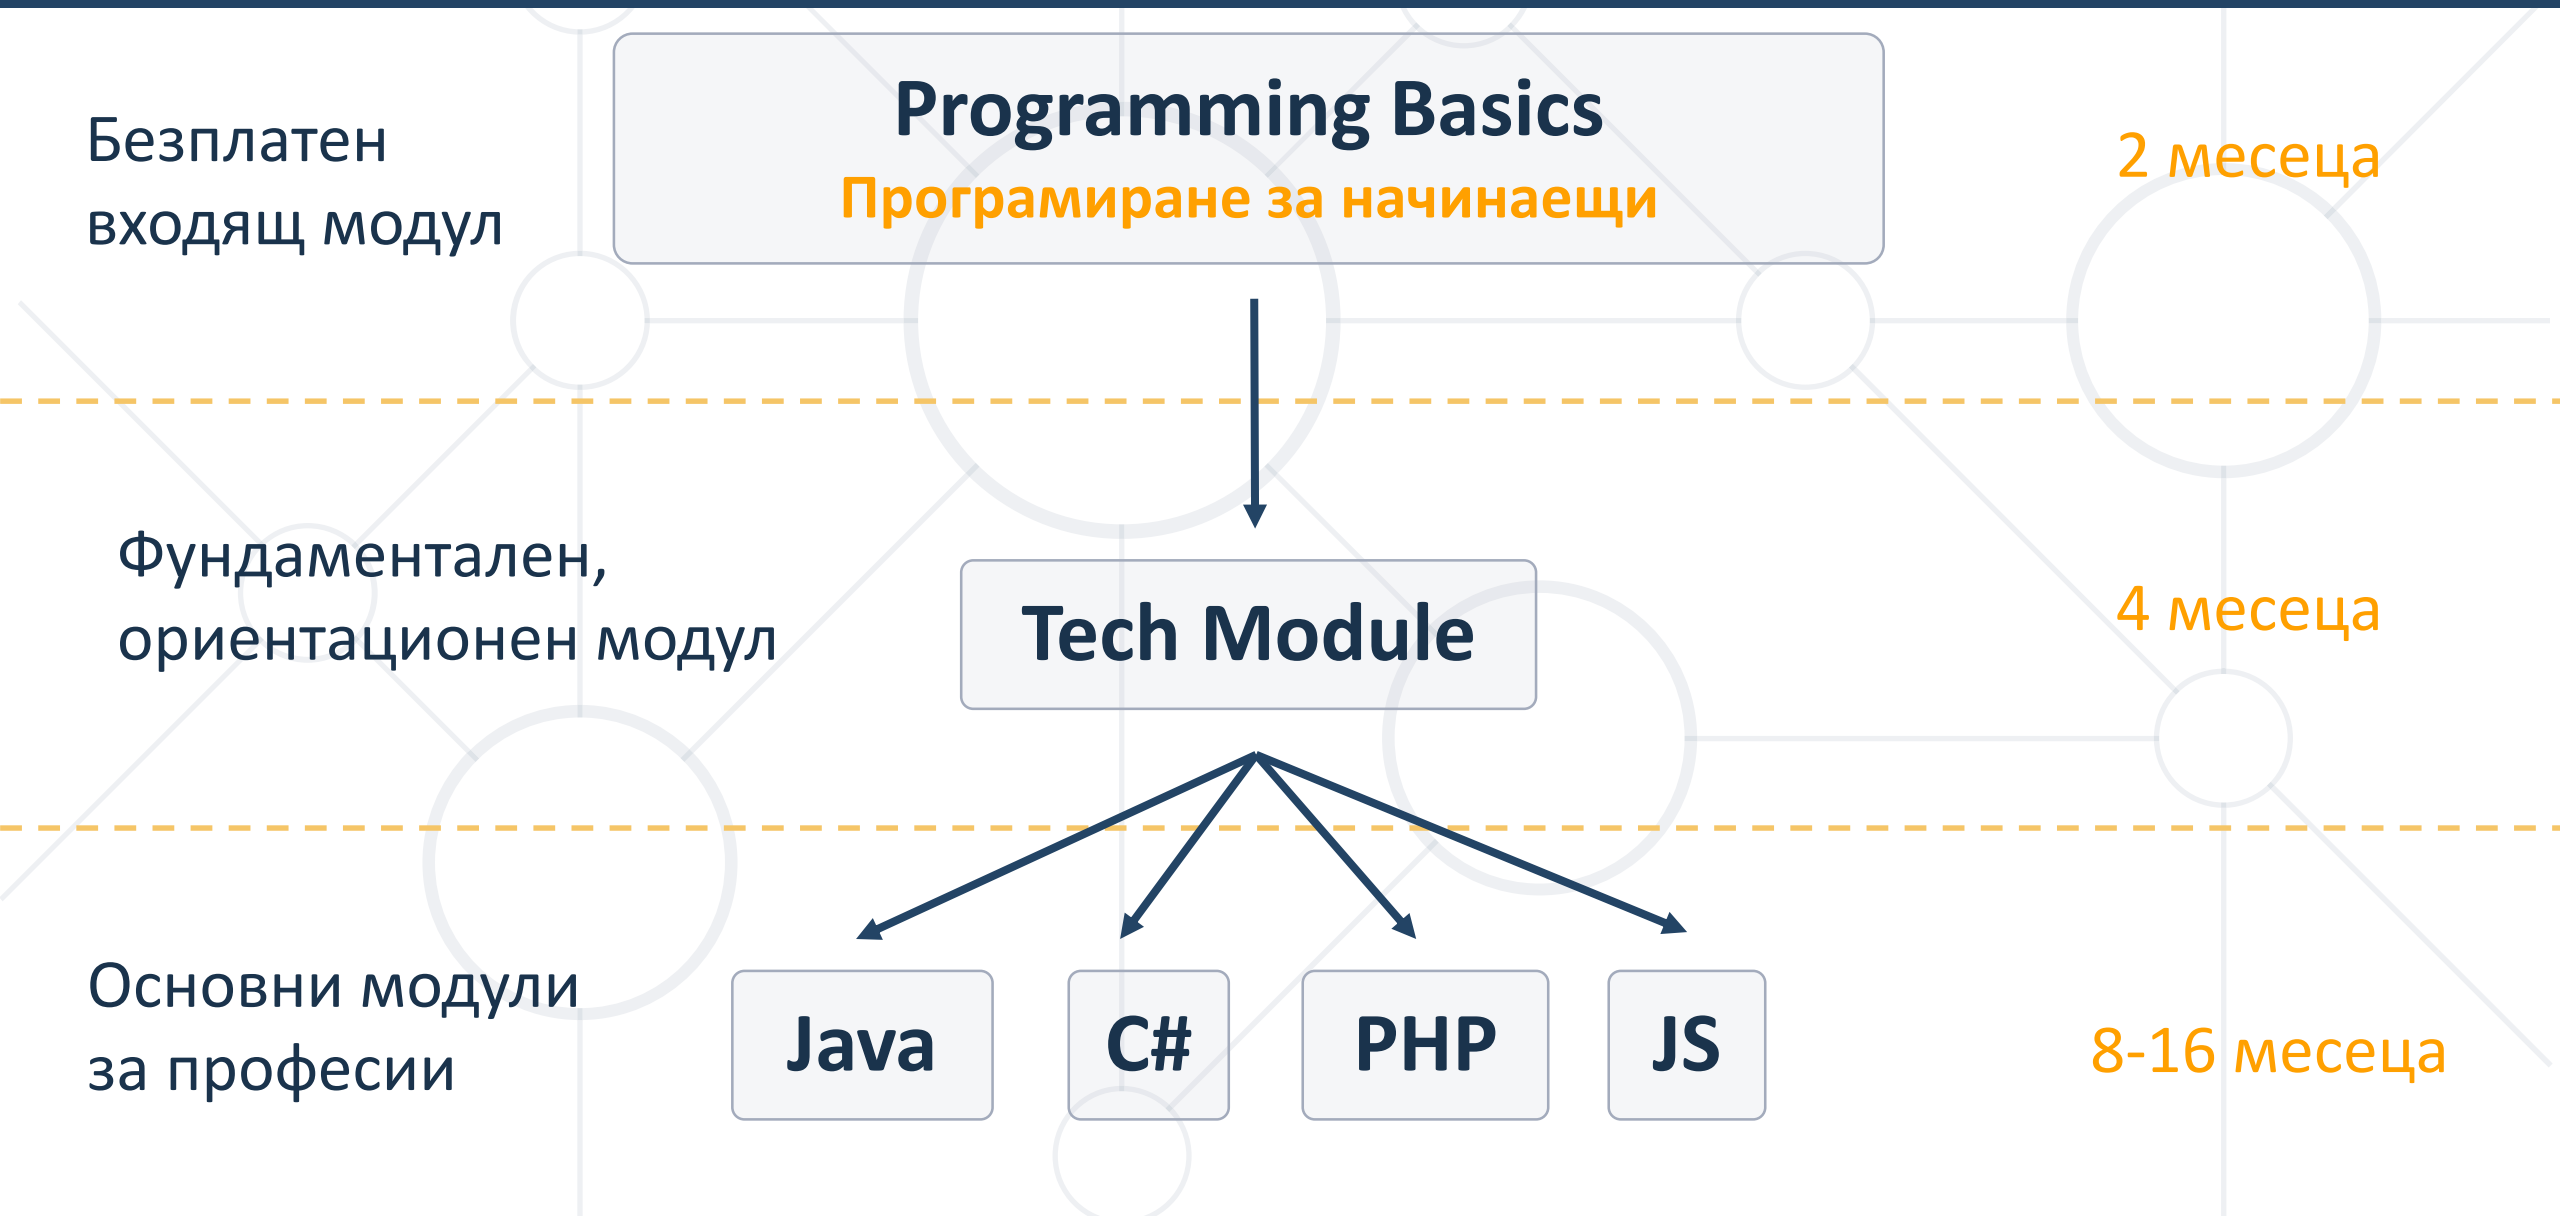 Безплатен
входящ модул
Programming Basics
Програмиране за начинаещи
2 месеца
Фундаментален,
ориентационен модул
Tech Module
4 месеца
Основни модули
за професии
Java
C#
PHP
JS
8-16 месеца